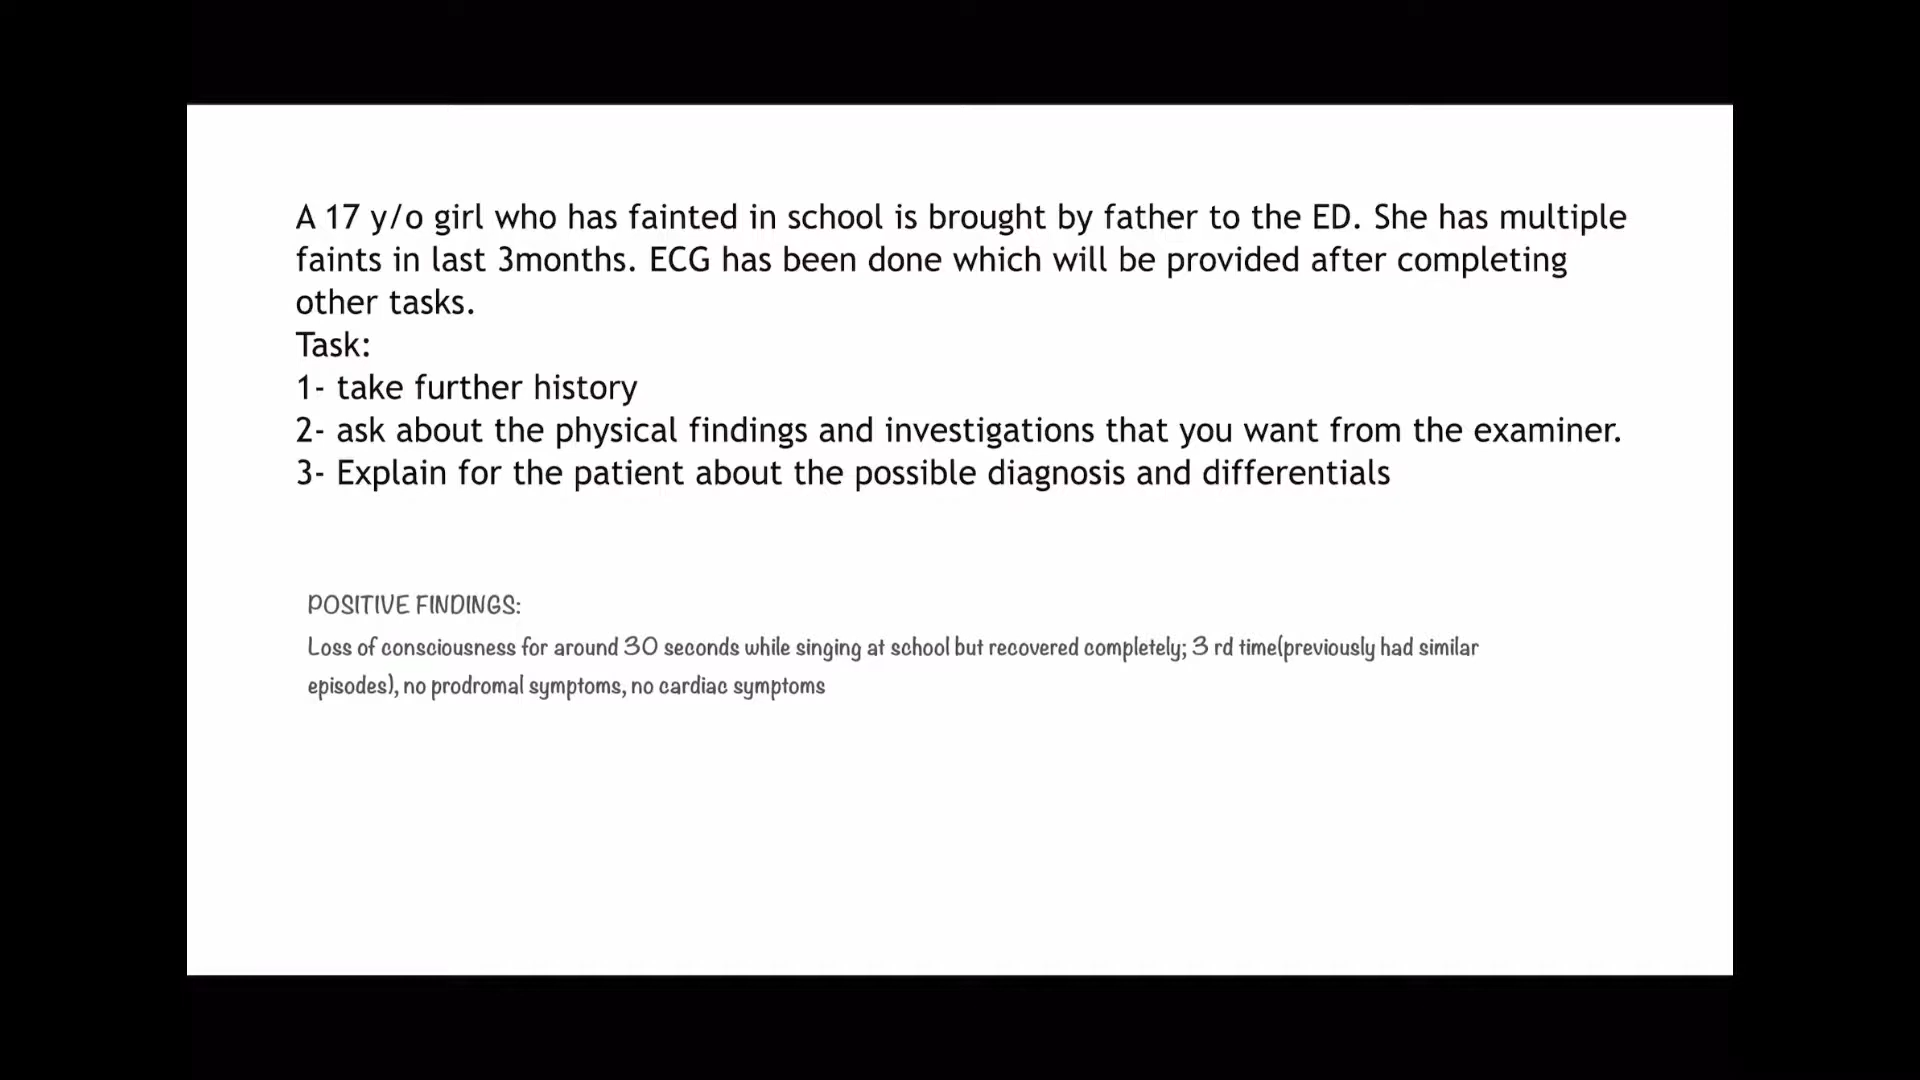 A 17 y/o girl who has fainted in school is brought by father to the ED. She has multiple
faints in last 3months. ECG has been done which will be provided after completing
other tasks.
Task:
1- take further history
2- ask about the physical findings and investigations that you want from the examiner.
3- Explain for the patient about the possible diagnosis and differentials
POSITIVE FINDINGS:
Loss of consciousness for around 30 seconds while singing at school but recovered completely; 3 rd time(previously had similar
episodes), no prodromal symptoms, no cardiac symptoms